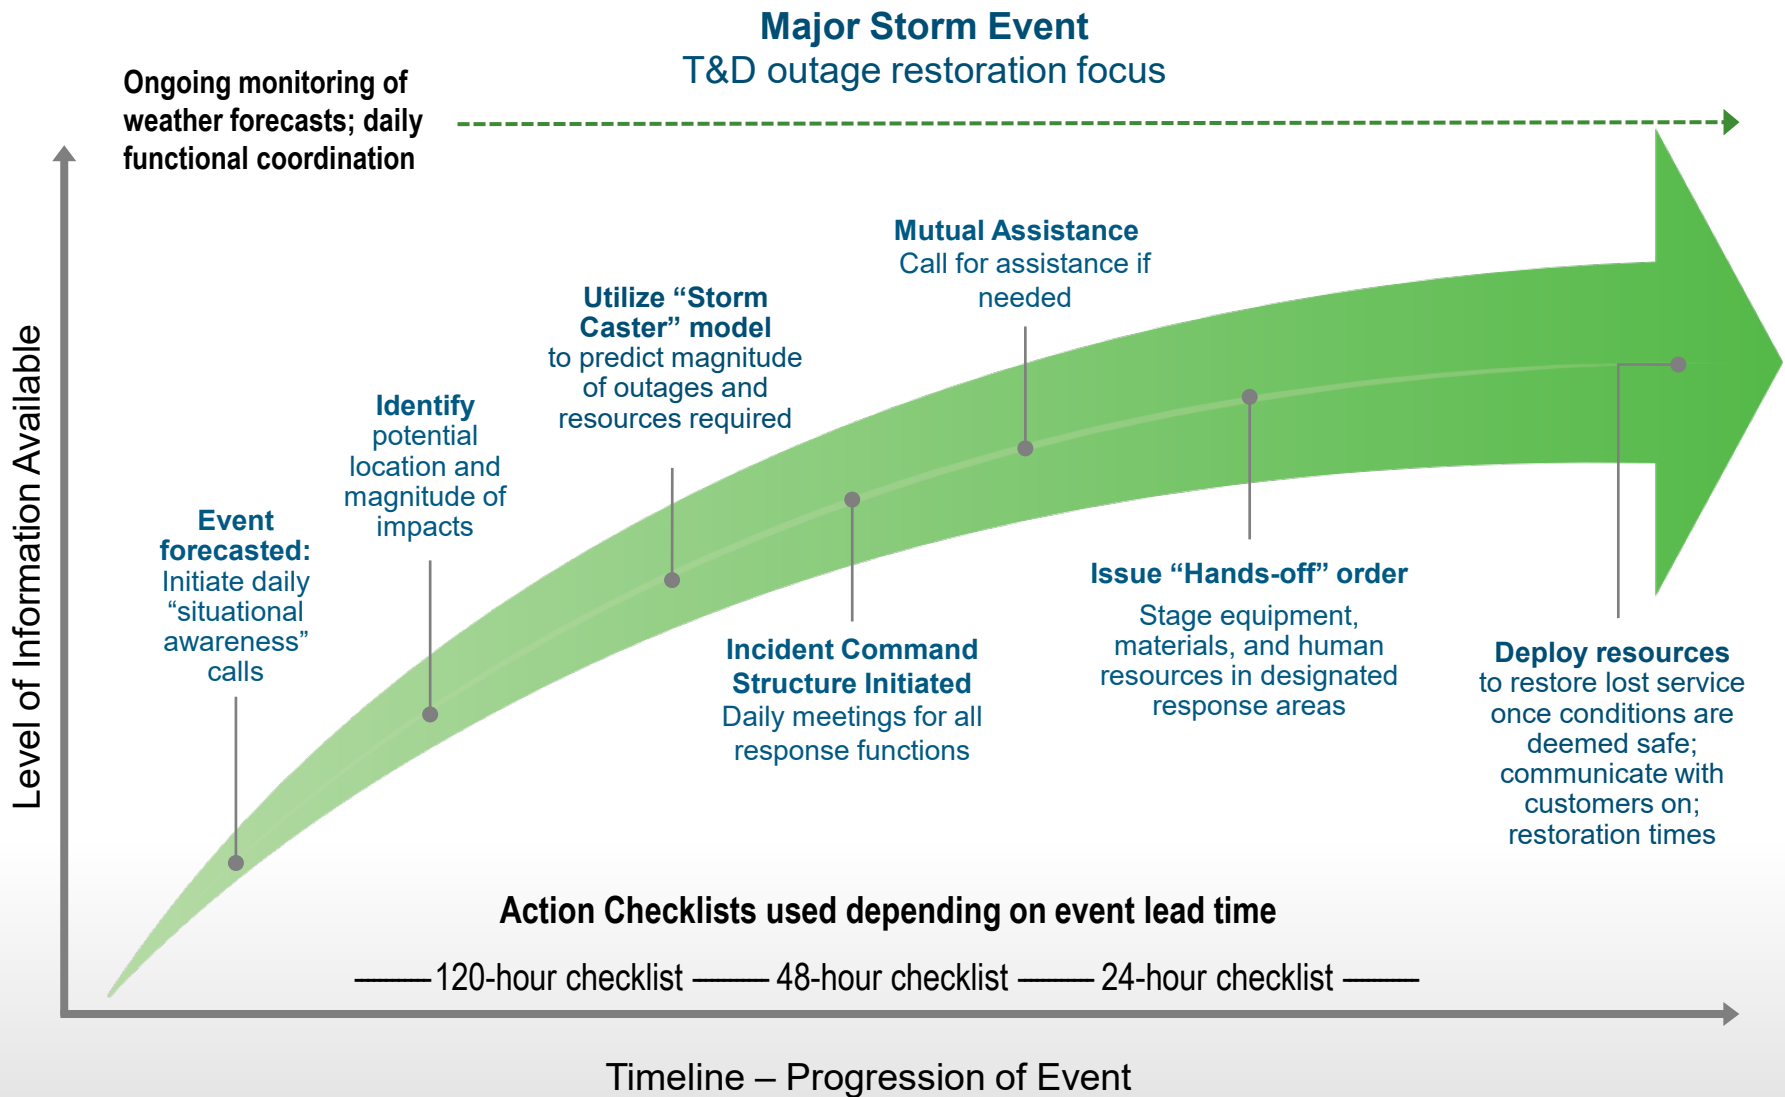 Major Storm Event
T&D outage restoration focus
Ongoing monitoring of
weather forecasts; daily
functional coordination
Level of Information Available
Event
forecasted:
Initiate daily
“situational
awareness”
calls
Identify
potential
location and
magnitude of
impacts
Utilize “Storm
Caster” model
to predict magnitude
of outages and
resources required
Incident Command
Structure Initiated
Daily meetings for all
response functions
Mutual Assistance
Call for assistance if
needed
Issue “Hands-off” order
Stage equipment,
materials, and human
resources in designated
response areas
Deploy resources
to restore lost service
once conditions are
deemed safe;
communicate with
customers on;
restoration times
Action Checklists used depending on event lead time
120-hour checklist 48-hour checklist 24-hour checklist
Timeline – Progression of Event